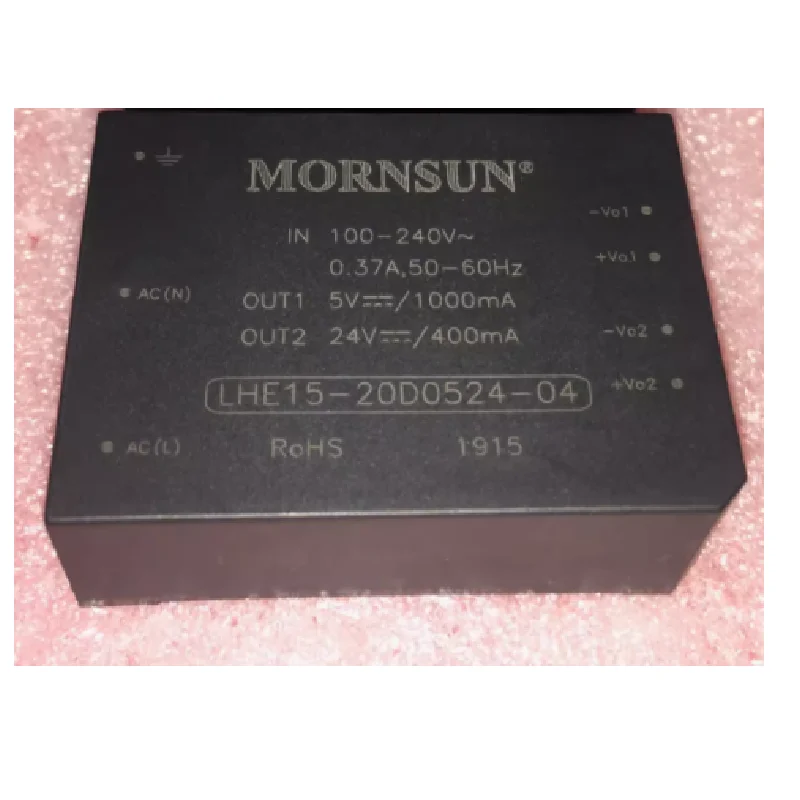 MORNSUN®
IN 100-240V~
0.37A,50-60Hz
OUT1 5V⎓/1000mA
OUT2 24V⎓/400mA
LHE15-20D0524-04
RoHS 1915
AC(N)
AC(L)
-Vo1
+Vo1
-Vo2
+Vo2